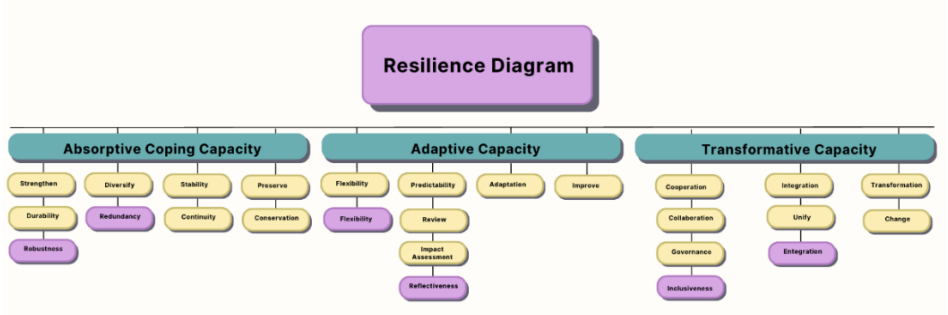 Resilience Diagram
Absorptive Coping Capacity
Adaptive Capacity
Transformative Capacity
Strengthen
Diversify
Stability
Preserve
Flexibility
Predictability
Adaptation
Improve
Cooperation
Integration
Transformation
Durability
Redundancy
Continuity
Conservation
Flexibility
Review
Collaboration
Unify
Change
Robustness
Impact
Assessment
Governance
Entegration
Reflectiveness
Inclusiveness